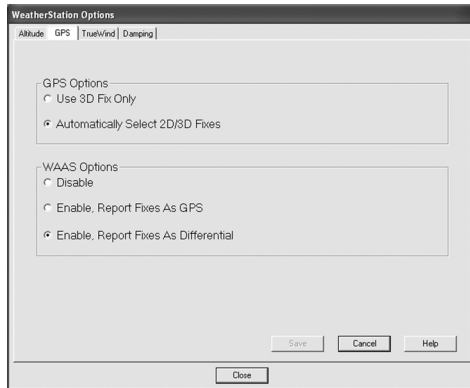 WeatherStation Options
Altitude GPS TrueWind Damping
GPS Options
Use 3D Fix Only
Automatically Select 2D/3D Fixes
WAAS Options
Disable
Enable, Report Fixes As GPS
Enable, Report Fixes As Differential
Save Cancel Help
Close